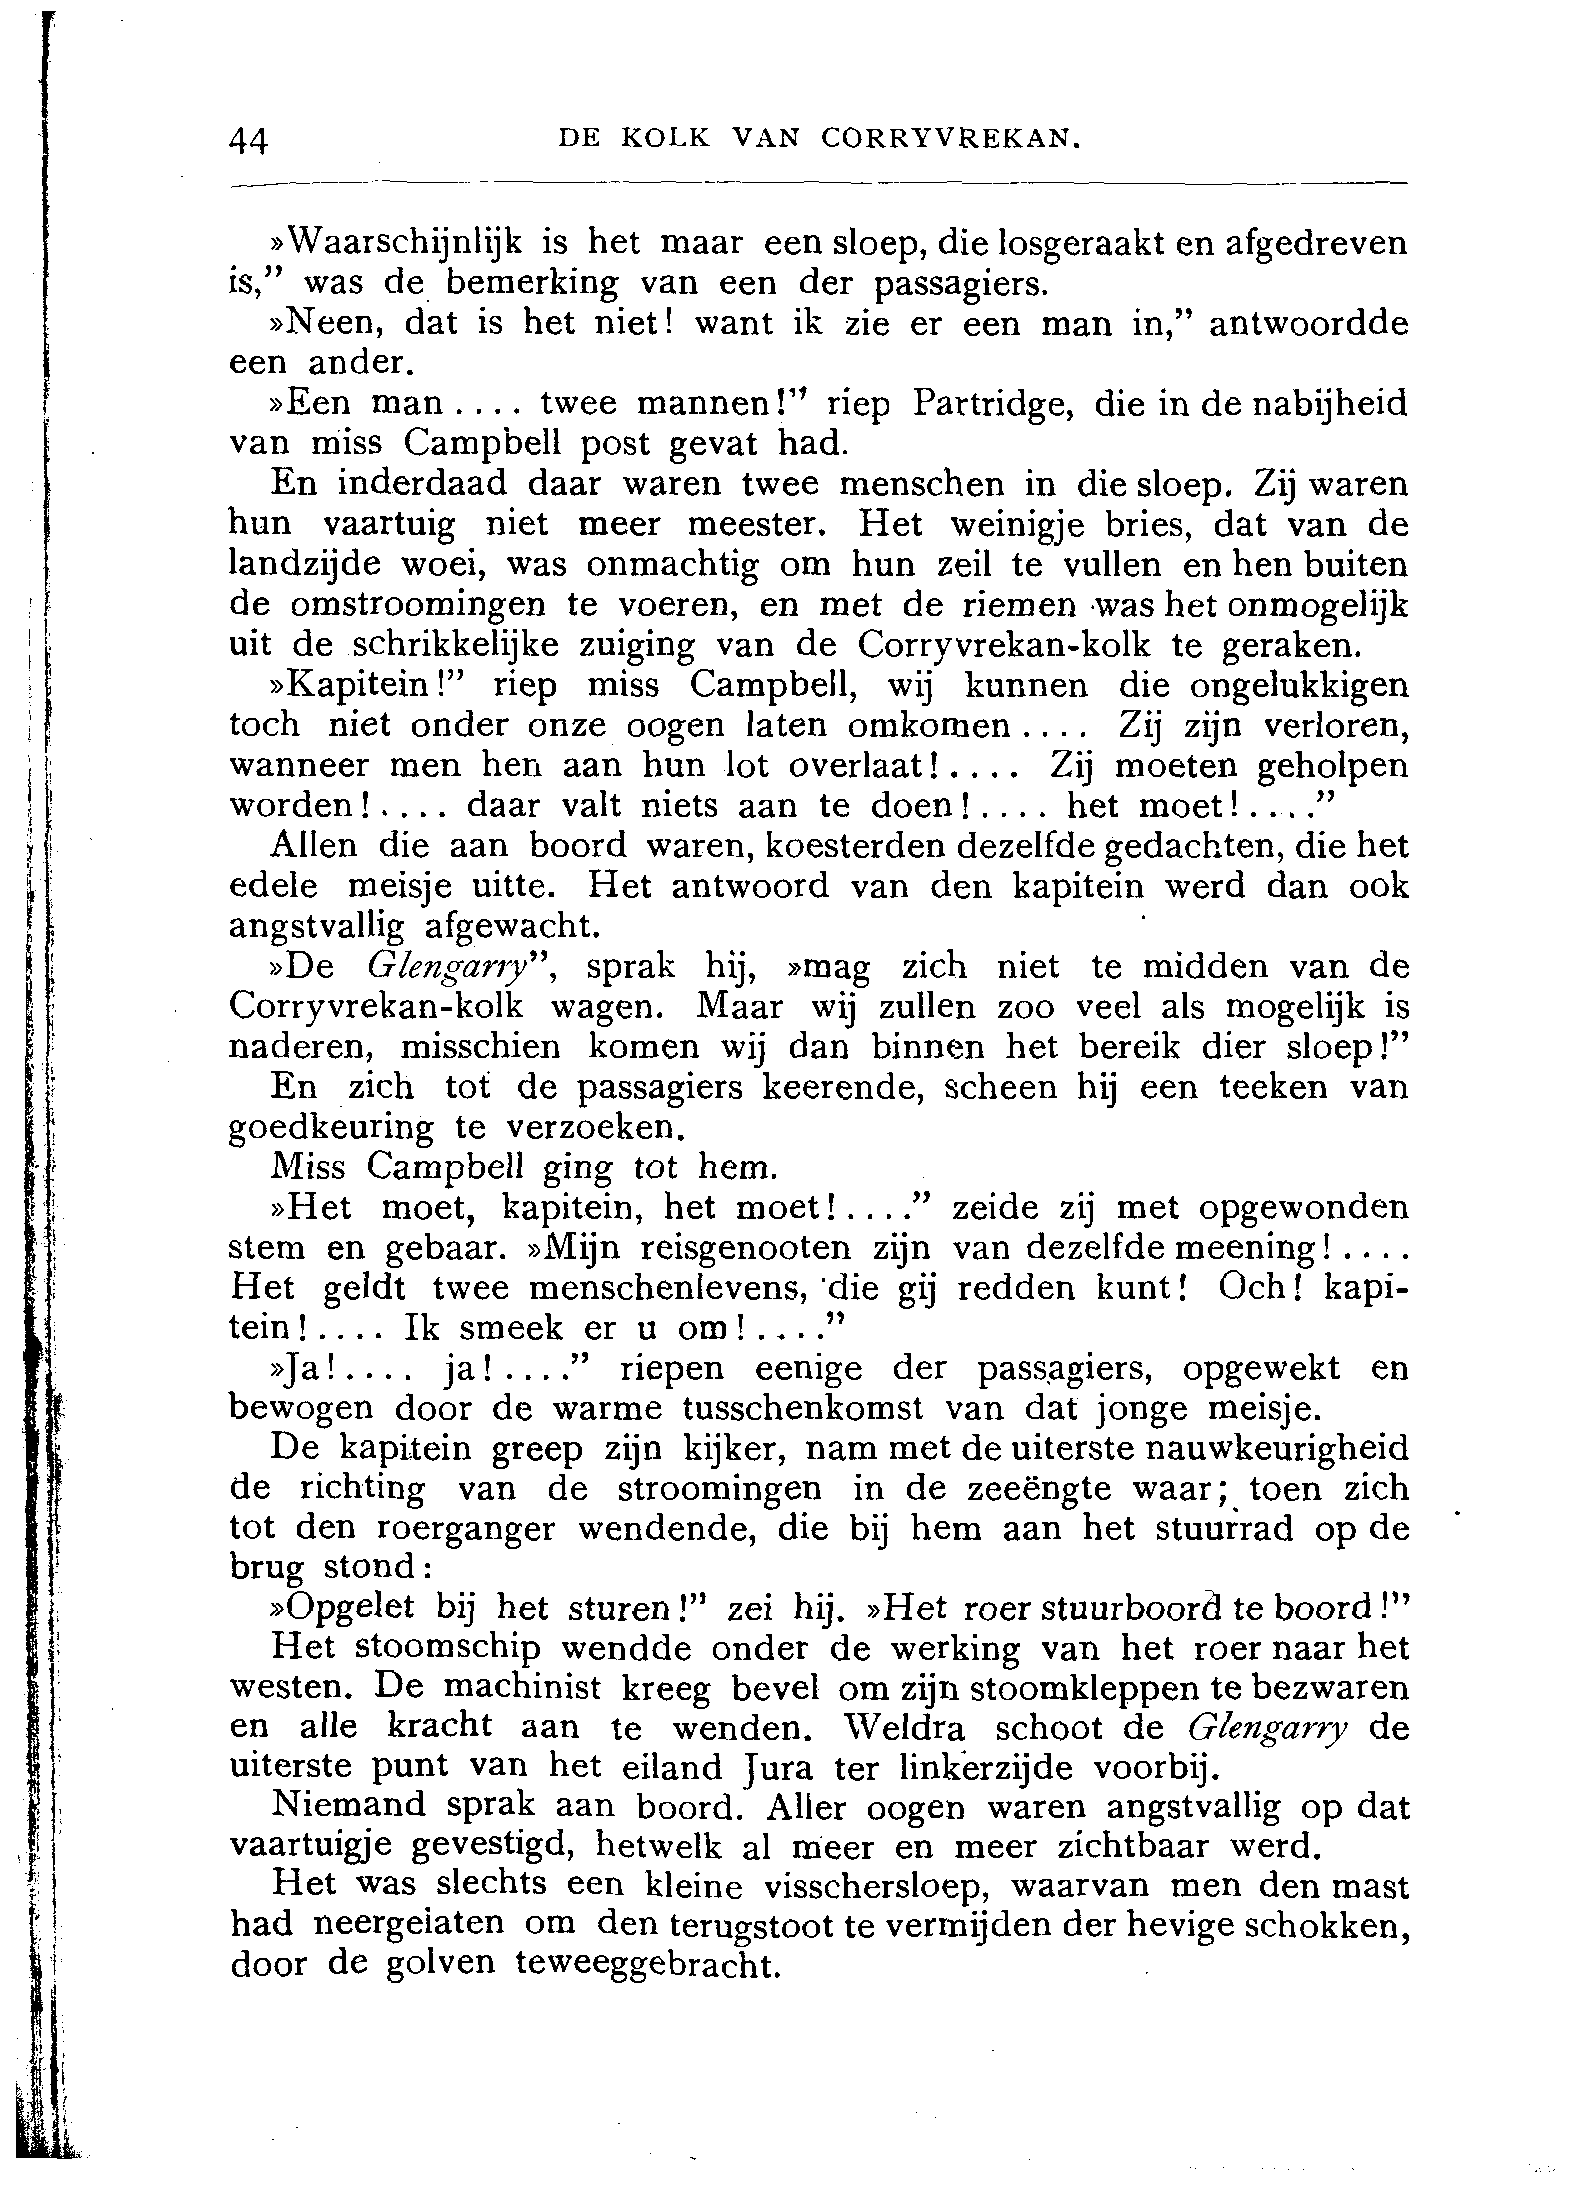 44 DE KOLK VAN CORRYVREKAN.
»Waarschijnlijk is het maar een sloep, die losgeraakt en afgedreven
is,” was de bemerking van een der passagiers.
»Neen, dat is het niet! want ik zie er een man in,” antwoordde
een ander.
»Een man .... twee mannen!” riep Partridge, die in de nabijheid
van miss Campbell post gevat had.
En inderdaad daar waren twee menschen in die sloep. Zij waren
hun vaartuig niet meer meester. Het weinigje bries, dat van de
landzijde woei, was onmachtig om hun zeil te vullen en hen buiten
de omstroomingen te voeren, en met de riemen was het onmogelijk
uit de schrikkelijke zuiging van de Corryvrekan-kolk te geraken.
»Kapitein!” riep miss Campbell, wij kunnen die ongelukkigen
toch niet onder onze oogen laten omkomen .... Zij zijn verloren,
wanneer men hen aan hun lot overlaat!.... Zij moeten geholpen
worden!.... daar valt niets aan te doen!.... het moet!....”
Allen die aan boord waren, koesterden dezelfde gedachten, die het
edele meisje uitte. Het antwoord van den kapitein werd dan ook
angstvallig afgewacht.
»De Glengarry”, sprak hij, »mag zich niet te midden van de
Corryvrekan-kolk wagen. Maar wij zullen zoo veel als mogelijk is
naderen, misschien komen wij dan binnen het bereik dier sloep!”
En zich tot de passagiers keerende, scheen hij een teeken van
goedkeuring te verzoeken.
Miss Campbell ging tot hem.
»Het moet, kapitein, het moet!....” zeide zij met opgewonden
stem en gebaar. »Mijn reisgenooten zijn van dezelfde meening!....
Het geldt twee menschenlevens, die gij redden kunt! Och! kapi-
tein!.... Ik smeek er u om!....”
»Ja!.... ja!....” riepen eenige der passagiers, opgewekt en
bewogen door de warme tusschenkomst van dat jonge meisje.
De kapitein greep zijn kijker, nam met de uiterste nauwkeurigheid
de richting van de stroomingen in de zeeëngte waar; toen zich
tot den roerganger wendende, die bij hem aan het stuurrad op de
brug stond:
»Opgelet bij het sturen!” zei hij. »Het roer stuurboord te boord!”
Het stoomschip wendde onder de werking van het roer naar het
westen. De machinist kreeg bevel om zijn stoomkleppen te bezwaren
en alle kracht aan te wenden. Weldra schoot de Glengarry de
uiterste punt van het eiland Jura ter linkerzijde voorbij.
Niemand sprak aan boord. Aller oogen waren angstvallig op dat
vaartuigje gevestigd, hetwelk al meer en meer zichtbaar werd.
Het was slechts een kleine visschersloep, waarvan men den mast
had neergelaten om den terugstoot te vermijden der hevige schokken,
door de golven teweeggebracht.